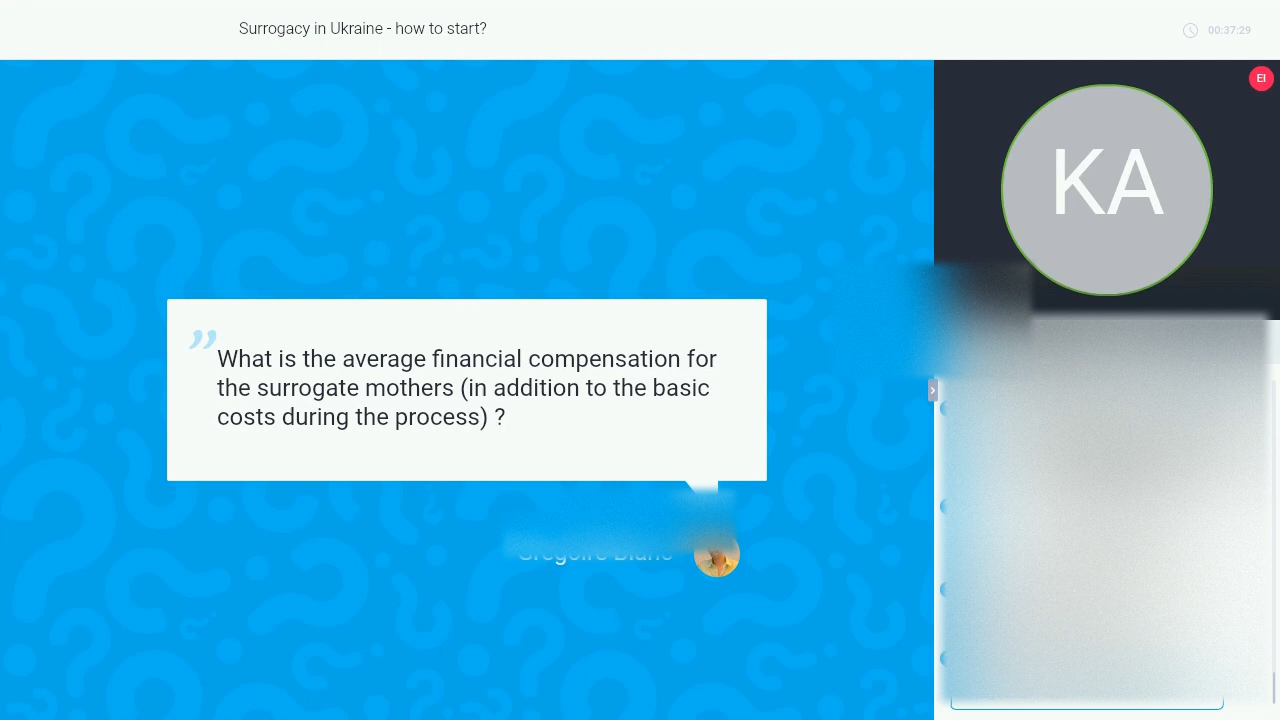 Surrogacy in Ukraine - how to start?
00:37:29
EI
KA
”
What is the average financial compensation for
the surrogate mothers (in addition to the basic
costs during the process) ?